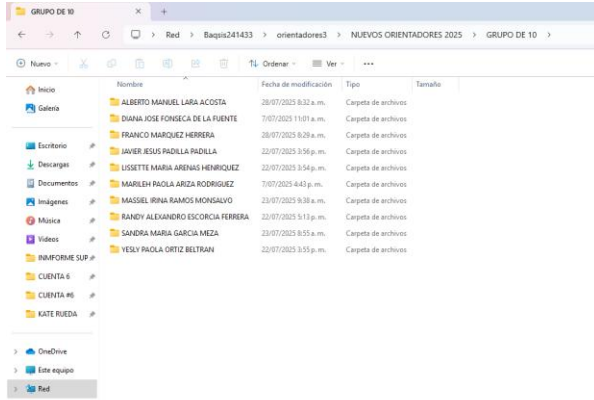 GRUPO DE 10
Red > Baqsis241433 > orientadores3 > NUEVOS ORIENTADORES 2025 > GRUPO DE 10 >
Nuevo Ordenar Ver ...
Inicio
Galería
Escritorio
Descargas
Documentos
Imágenes
Música
Videos
INMFORME SUP
CUENTA 6
CUENTA #6
KATE RUEDA
OneDrive
Este equipo
Red
Nombre Fecha de modificación Tipo Tamaño
ALBERTO MANUEL LARA ACOSTA 28/07/2025 8:32 a. m. Carpeta de archivos
DIANA JOSE FONSECA DE LA FUENTE 7/07/2025 11:01 a. m. Carpeta de archivos
FRANCO MARQUEZ HERRERA 28/07/2025 8:29 a. m. Carpeta de archivos
JAVIER JESUS PADILLA PADILLA 22/07/2025 3:56 p. m. Carpeta de archivos
LISSETTE MARIA ARENAS HENRIQUEZ 22/07/2025 3:54 p. m. Carpeta de archivos
MARILEH PAOLA ARIZA RODRIGUEZ 7/07/2025 4:43 p. m. Carpeta de archivos
MASSIEL IRINA RAMOS MONSALVO 23/07/2025 9:38 a. m. Carpeta de archivos
RANDY ALEXANDRO ESCORCIA FERRERA 22/07/2025 5:13 p. m. Carpeta de archivos
SANDRA MARIA GARCIA MEZA 23/07/2025 8:55 a. m. Carpeta de archivos
YESLY PAOLA ORTIZ BELTRAN 22/07/2025 3:55 p. m. Carpeta de archivos